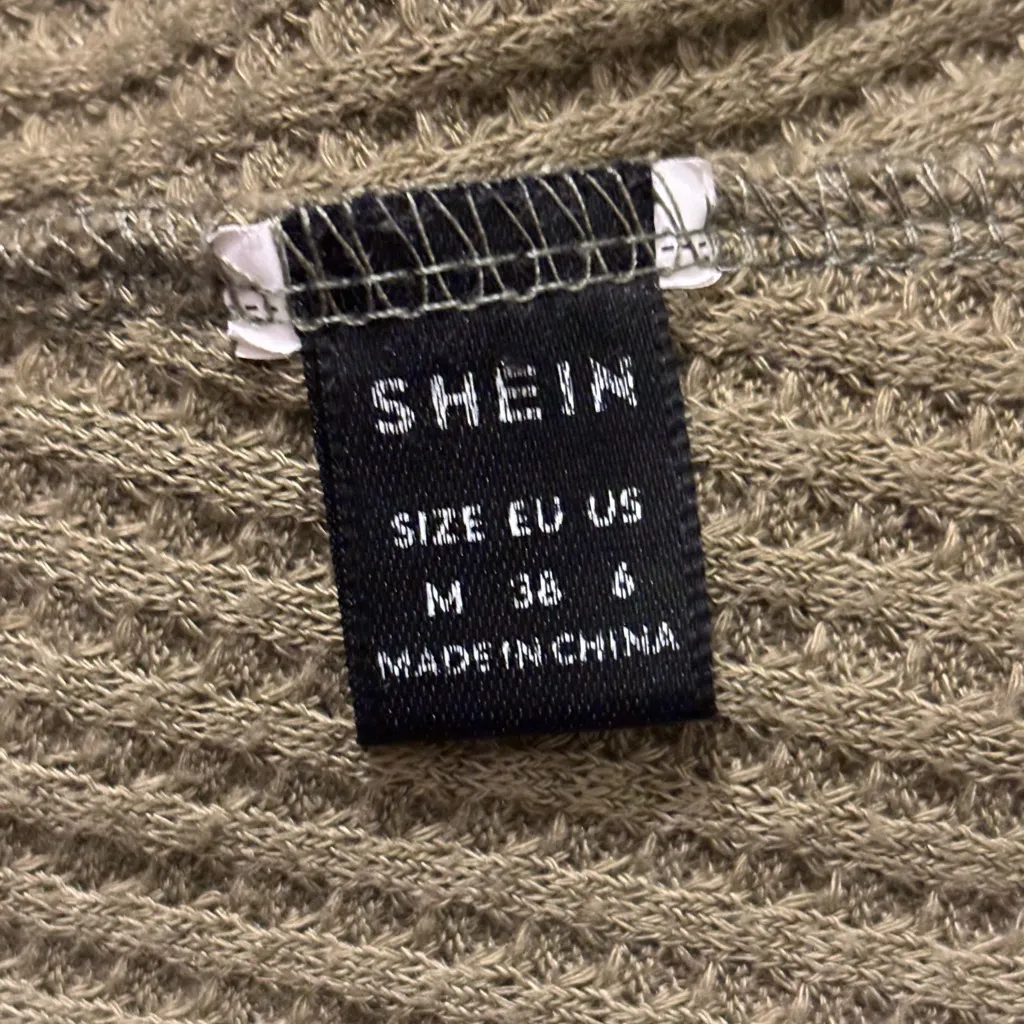 SHEIN
SIZE EU US
M 38 6
MADE IN CHINA